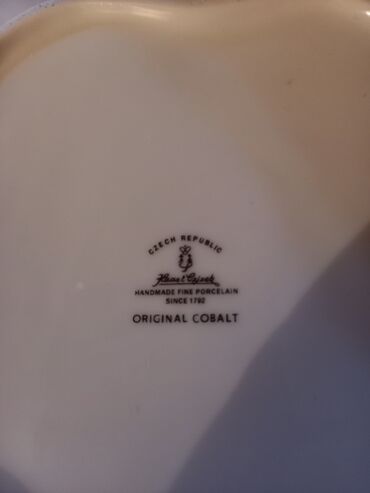 CZECH REPUBLIC
HANDMADE FINE PORCELAIN
SINCE 1792
ORIGINAL COBALT